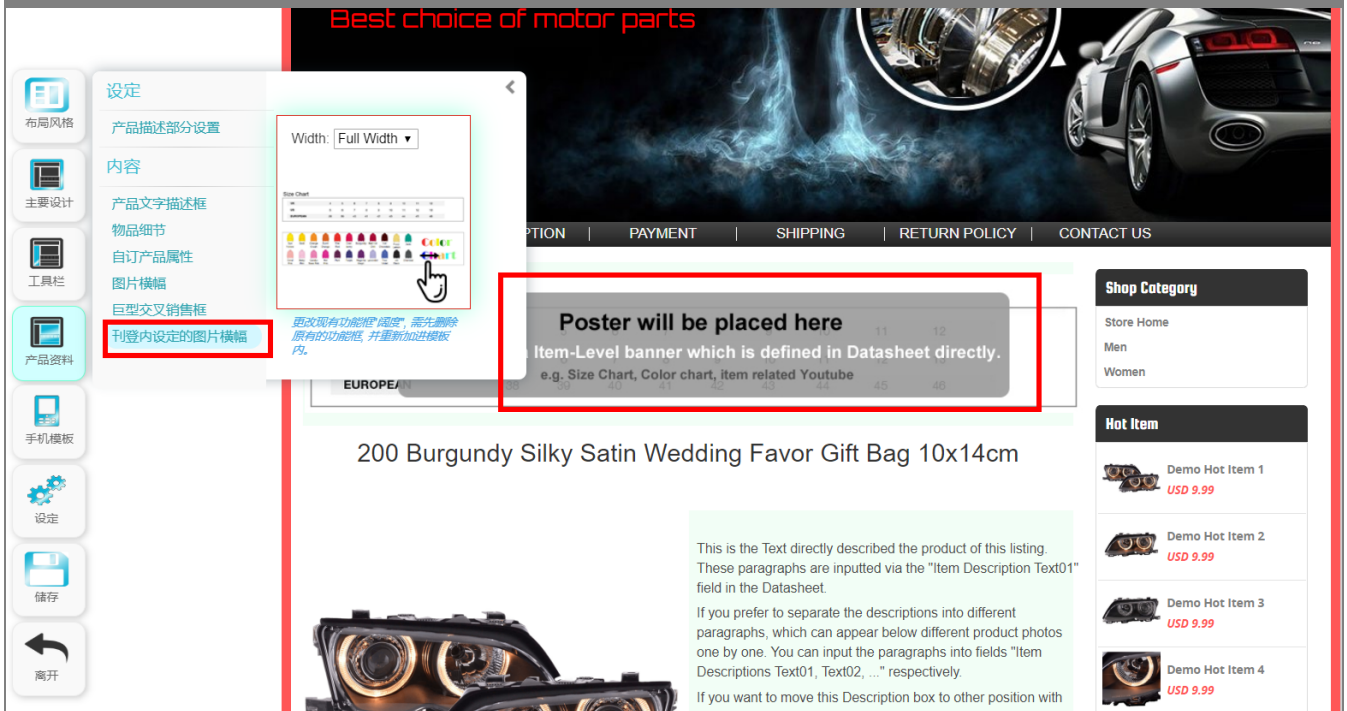 Best choice of motor parts
布局风格
主要设计
工具栏
产品资料
手机模板
设定
储存
离开
设定
产品描述部分设置
内容
产品文字描述框
物品细节
自订产品属性
图片横幅
巨型交叉销售框
刊登内设定的图片横幅
Width: Full Width
Size Chart
Color
Chart
更改现有功能框"阔度", 需先删除
原有的功能框, 并重新加进模板
内。
PTION | PAYMENT | SHIPPING | RETURN POLICY | CONTACT US
Poster will be placed here
11 12
Item-Level banner which is defined in Datasheet directly.
e.g. Size Chart, Color chart, item related Youtube
EUROPEAN 38 39 40 41 42 43 44 45 46
200 Burgundy Silky Satin Wedding Favor Gift Bag 10x14cm
This is the Text directly described the product of this listing.
These paragraphs are inputted via the "Item Description Text01"
field in the Datasheet.
If you prefer to separate the descriptions into different
paragraphs, which can appear below different product photos
one by one. You can input the paragraphs into fields "Item
Descriptions Text01, Text02, ..." respectively.
If you want to move this Description box to other position with
Shop Category
Store Home
Men
Women
Hot Item
Demo Hot Item 1
USD 9.99
Demo Hot Item 2
USD 9.99
Demo Hot Item 3
USD 9.99
Demo Hot Item 4
USD 9.99